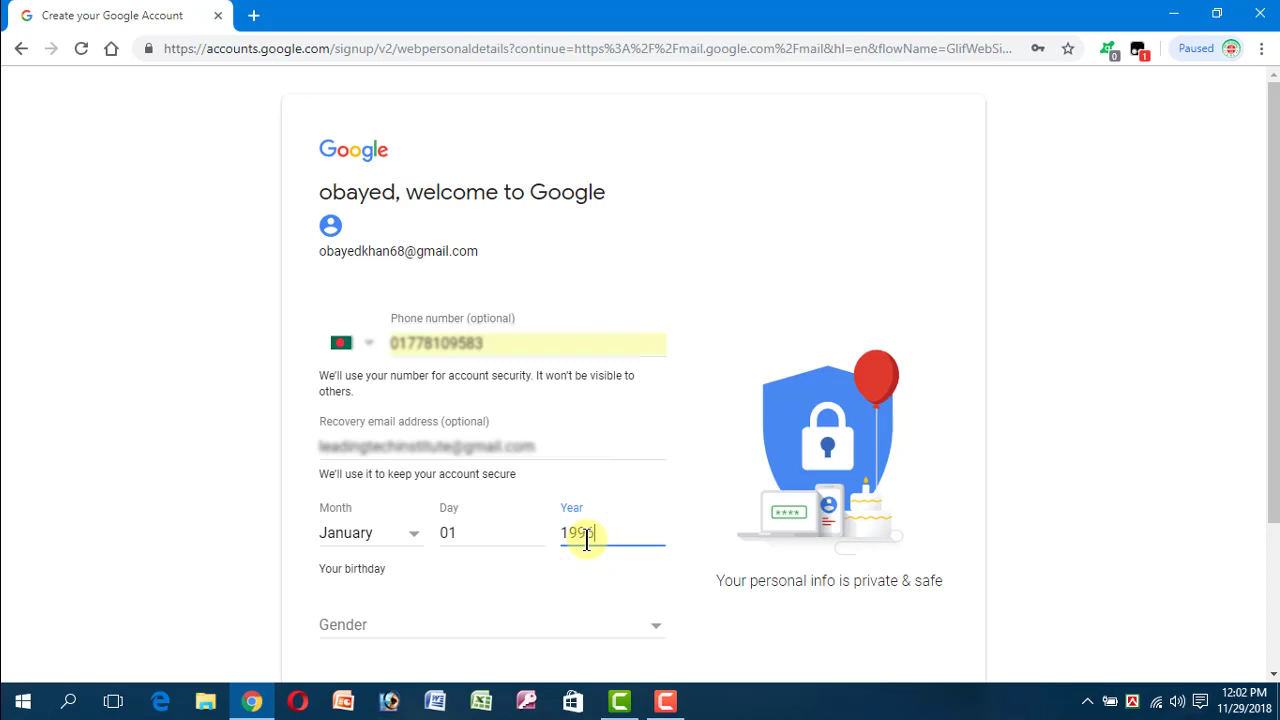 Create your Google Account
https://accounts.google.com/signup/v2/webpersonaldetails?continue=https%3A%2F%2Fmail.google.com%2Fmail&hl=en&flowName=GlifWebSi...
0
1
Paused
Google
obayed, welcome to Google
obayedkhan68@gmail.com
Phone number (optional)
We'll use your number for account security. It won't be visible to
others.
Recovery email address (optional)
We'll use it to keep your account secure
Month Day Year
January 01 1996
Your birthday
Gender
****
Your personal info is private & safe
12:02 PM
11/29/2018